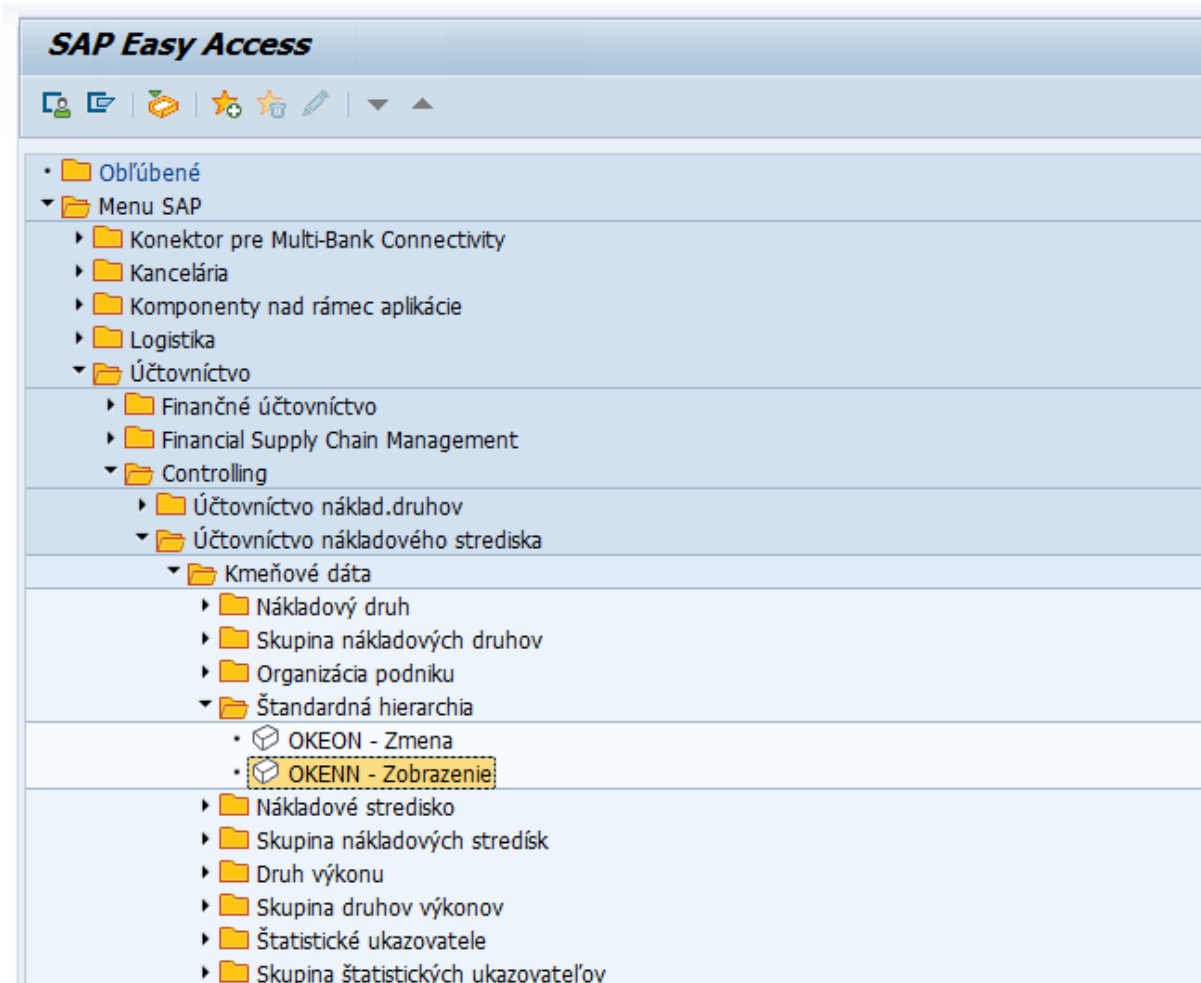 SAP Easy Access
Obľúbené
Menu SAP
Konektor pre Multi-Bank Connectivity
Kancelária
Komponenty nad rámec aplikácie
Logistika
Účtovníctvo
Finančné účtovníctvo
Financial Supply Chain Management
Controlling
Účtovníctvo náklad.druhov
Účtovníctvo nákladového strediska
Kmeňové dáta
Nákladový druh
Skupina nákladových druhov
Organizácia podniku
Štandardná hierarchia
OKEON - Zmena
OKENN - Zobrazenie
Nákladové stredisko
Skupina nákladových stredísk
Druh výkonu
Skupina druhov výkonov
Štatistické ukazovatele
Skupina štatistických ukazovateľov